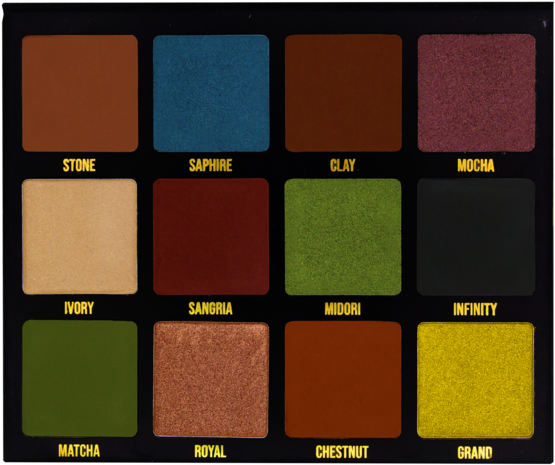 STONE SAPHIRE CLAY MOCHA
IVORY SANGRIA MIDORI INFINITY
MATCHA ROYAL CHESTNUT GRAND